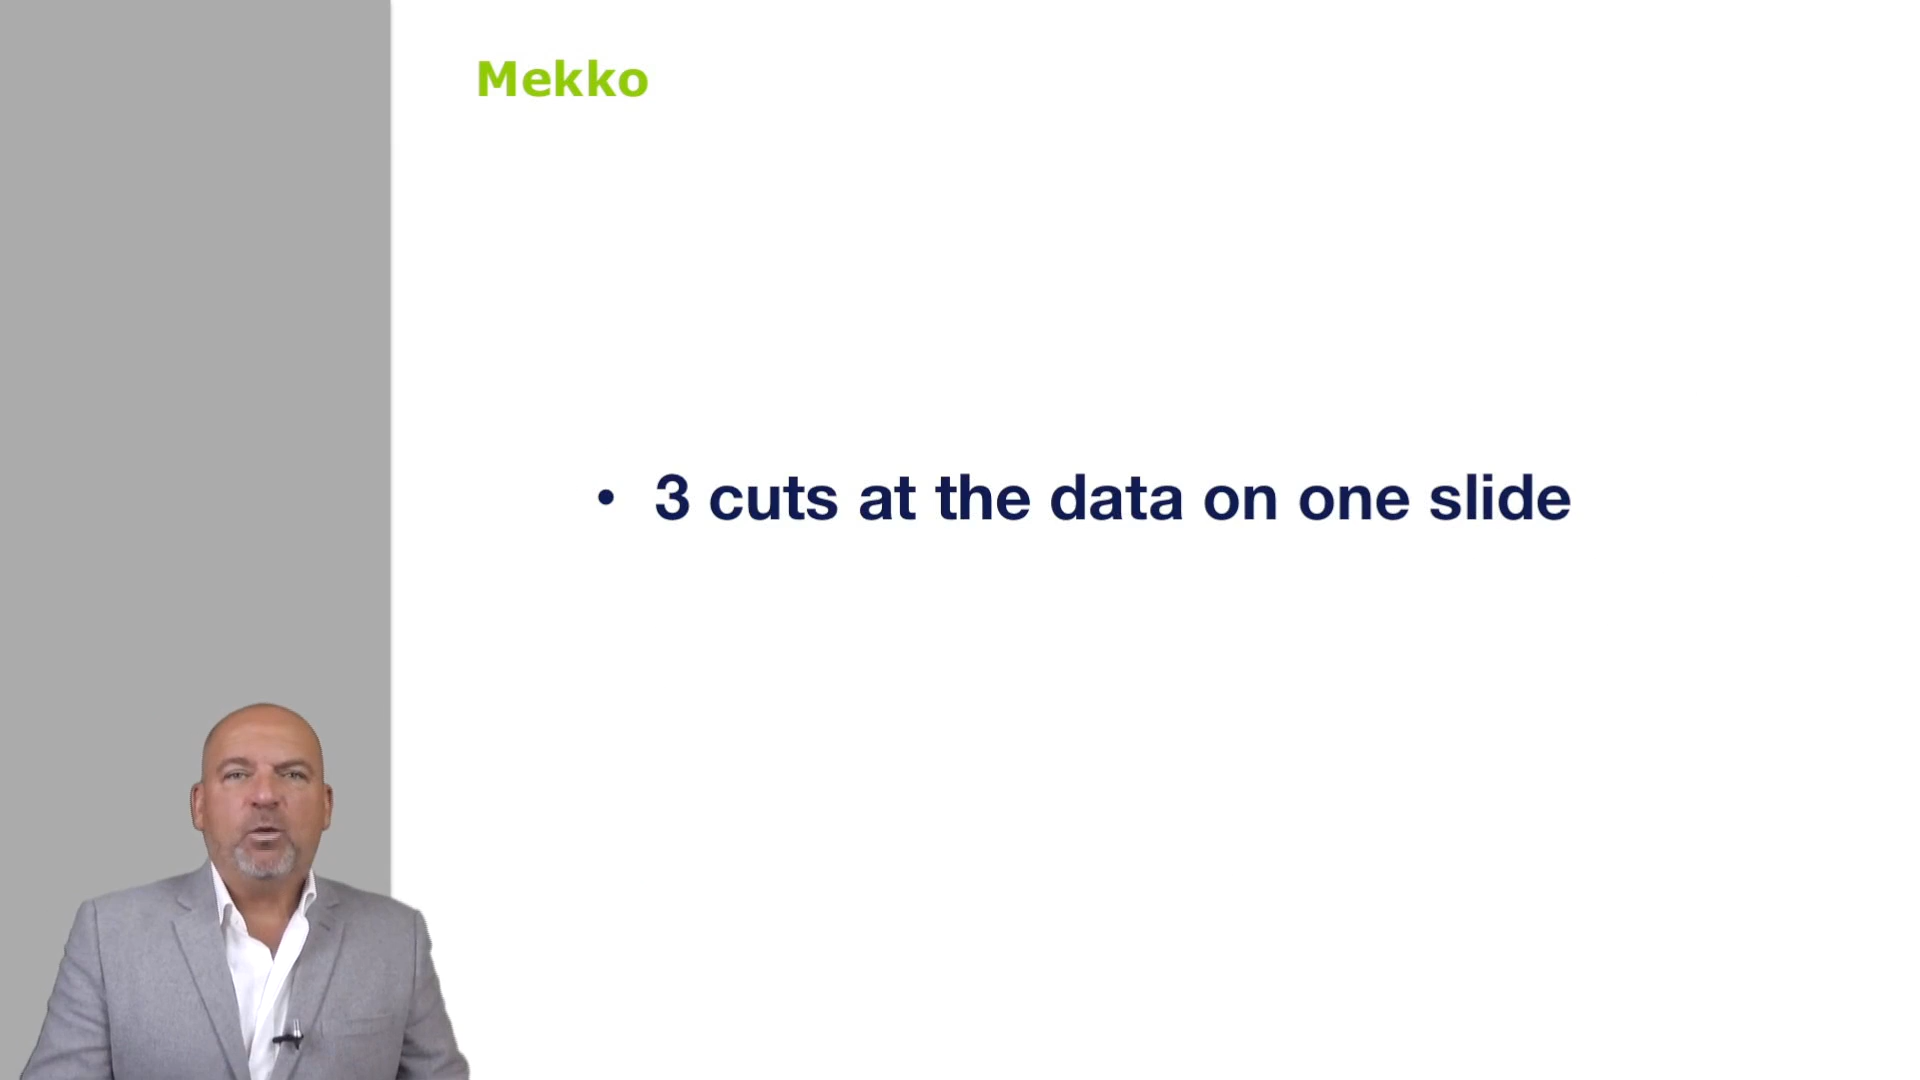 Mekko
• 3 cuts at the data on one slide